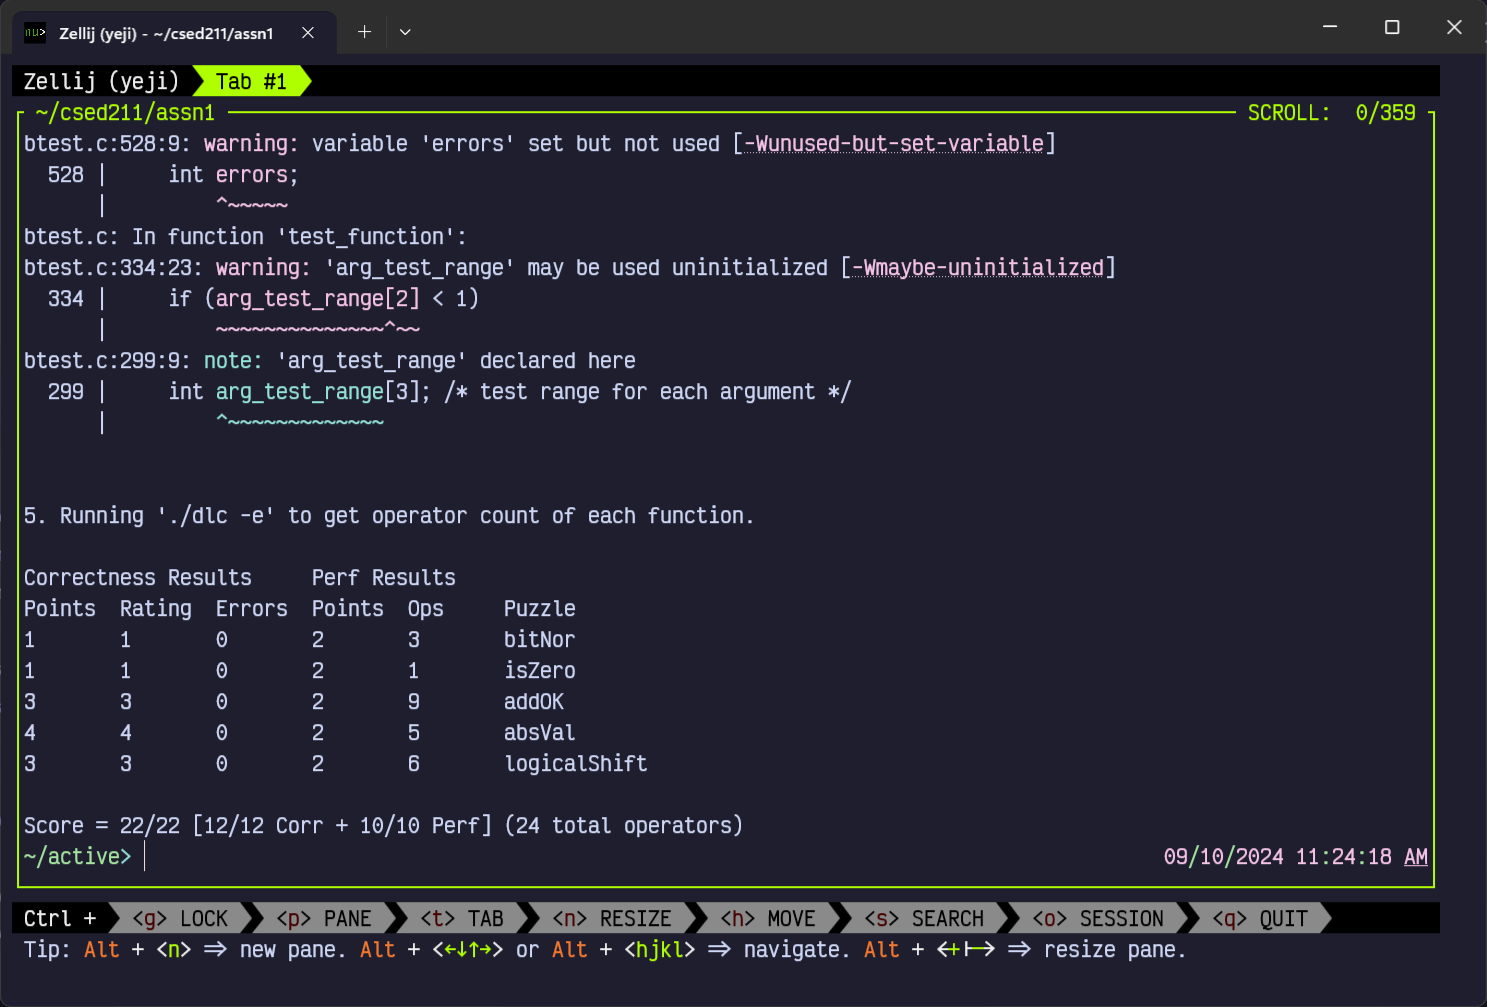 Zellij (yeji) - ~/csed211/assn1
Zellij (yeji) Tab #1
~/csed211/assn1 SCROLL: 0/359
btest.c:528:9: warning: variable 'errors' set but not used [-Wunused-but-set-variable]
528 | int errors;
| ^~~~~~
btest.c: In function 'test_function':
btest.c:334:23: warning: 'arg_test_range' may be used uninitialized [-Wmaybe-uninitialized]
334 | if (arg_test_range[2] < 1)
| ~~~~~~~~~~~~~~^~~
btest.c:299:9: note: 'arg_test_range' declared here
299 | int arg_test_range[3]; /* test range for each argument */
| ^~~~~~~~~~~~~~
5. Running './dlc -e' to get operator count of each function.
Correctness Results Perf Results
Points Rating Errors Points Ops Puzzle
1 1 0 2 3 bitNor
1 1 0 2 1 isZero
3 3 0 2 9 addOK
4 4 0 2 5 absVal
3 3 0 2 6 logicalShift
Score = 22/22 [12/12 Corr + 10/10 Perf] (24 total operators)
~/active> 09/10/2024 11:24:18 AM
Ctrl + <g> LOCK <p> PANE <t> TAB <n> RESIZE <h> MOVE <s> SEARCH <o> SESSION <q> QUIT
Tip: Alt + <n> => new pane. Alt + <←↓↑→> or Alt + <hjkl> => navigate. Alt + <+|-> => resize pane.